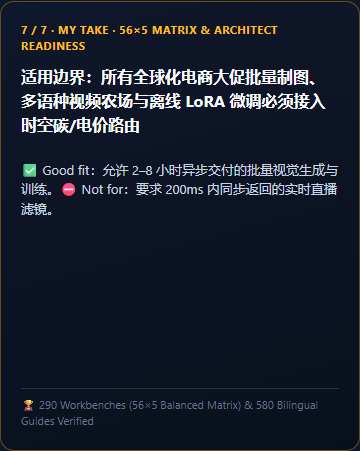 7 / 7 · MY TAKE · 56×5 MATRIX & ARCHITECT
READINESS
适用边界：所有全球化电商大促批量制图、
多语种视频农场与离线 LoRA 微调必须接入
时空碳/电价路由
✅ Good fit：允许 2–8 小时异步交付的批量视觉生成与
训练。⛔ Not for：要求 200ms 内同步返回的实时直播
滤镜。
🏆 290 Workbenches (56×5 Balanced Matrix) & 580 Bilingual
Guides Verified